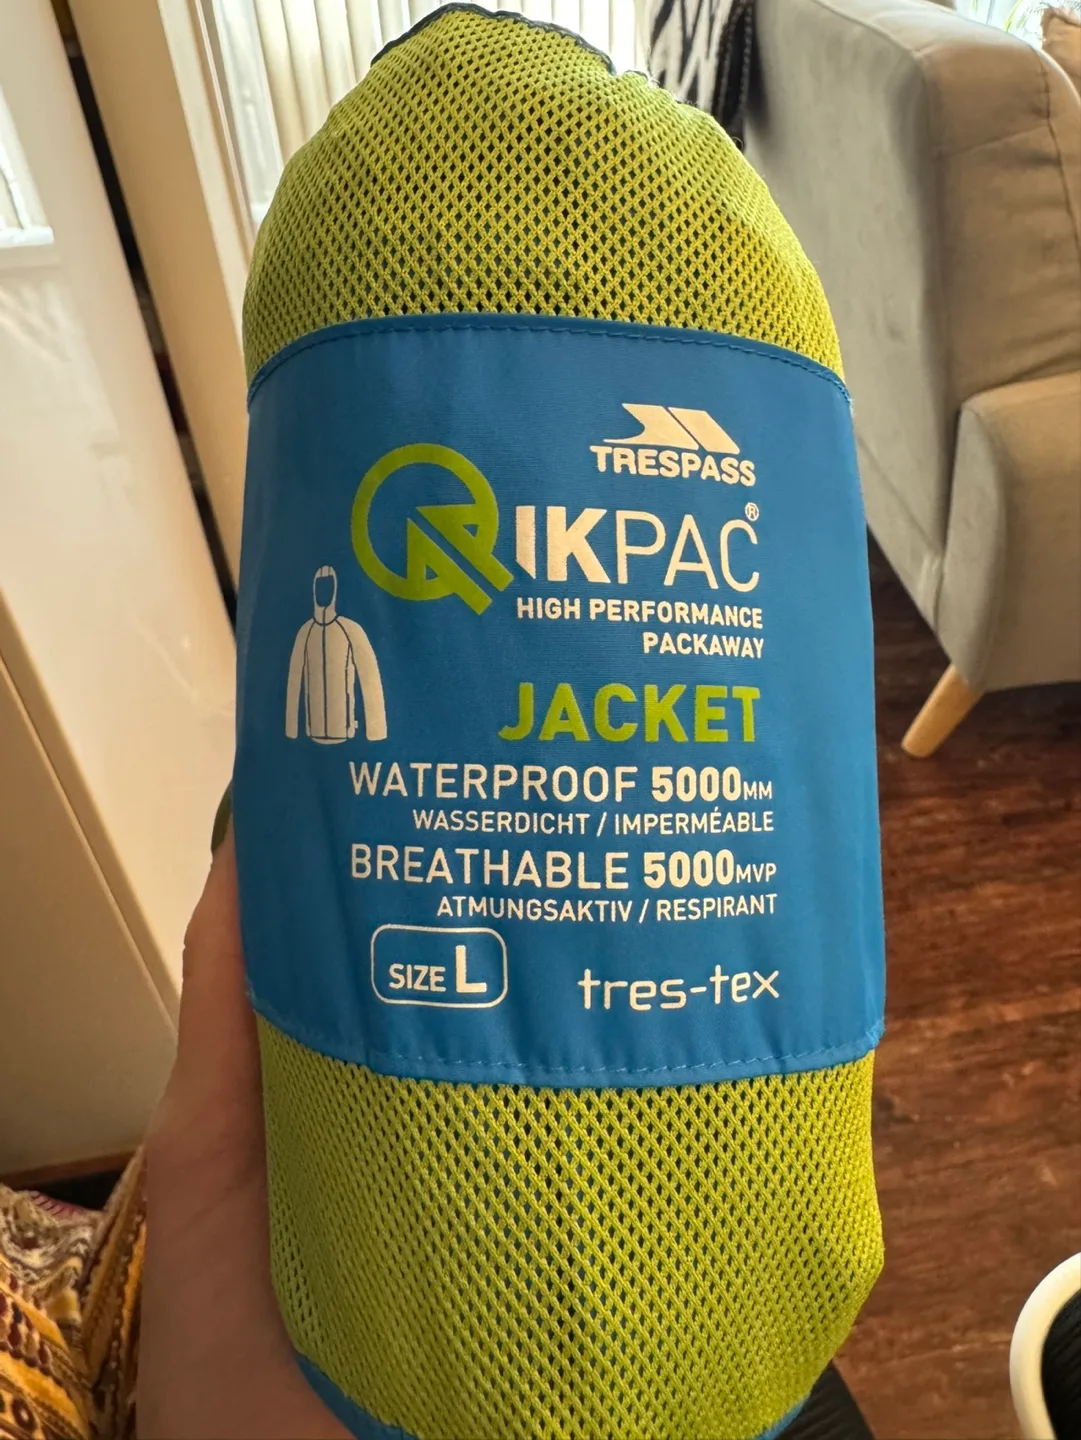 TRESPASS
QIKPAC®
HIGH PERFORMANCE
PACKAWAY
JACKET
WATERPROOF 5000MM
WASSERDICHT / IMPERMÉABLE
BREATHABLE 5000MVP
ATMUNGSAKTIV / RESPIRANT
SIZE L
tres-tex